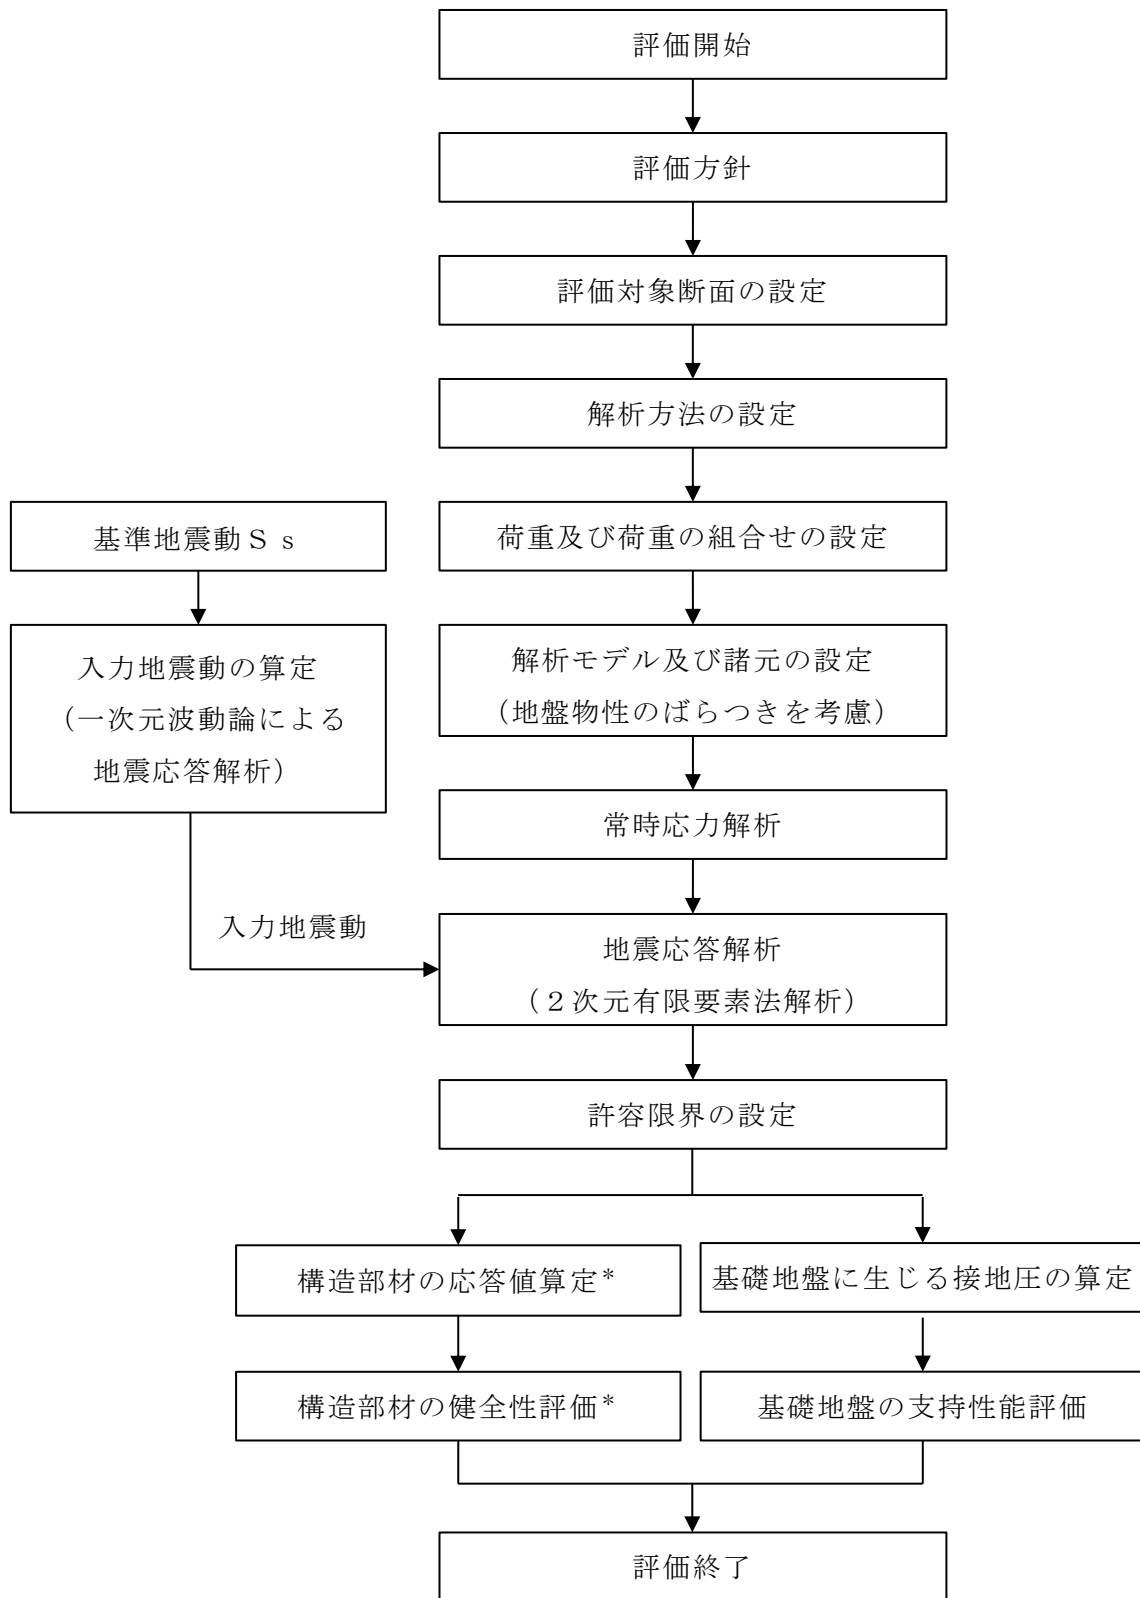 評価開始
評価方針
評価対象断面の設定
解析方法の設定
基準地震動Ｓｓ
荷重及び荷重の組合せの設定
入力地震動の算定
（一次元波動論による
地震応答解析）
解析モデル及び諸元の設定
（地盤物性のばらつきを考慮）
常時応力解析
入力地震動
地震応答解析
（２次元有限要素法解析）
許容限界の設定
構造部材の応答値算定*
基礎地盤に生じる接地圧の算定
構造部材の健全性評価*
基礎地盤の支持性能評価
評価終了